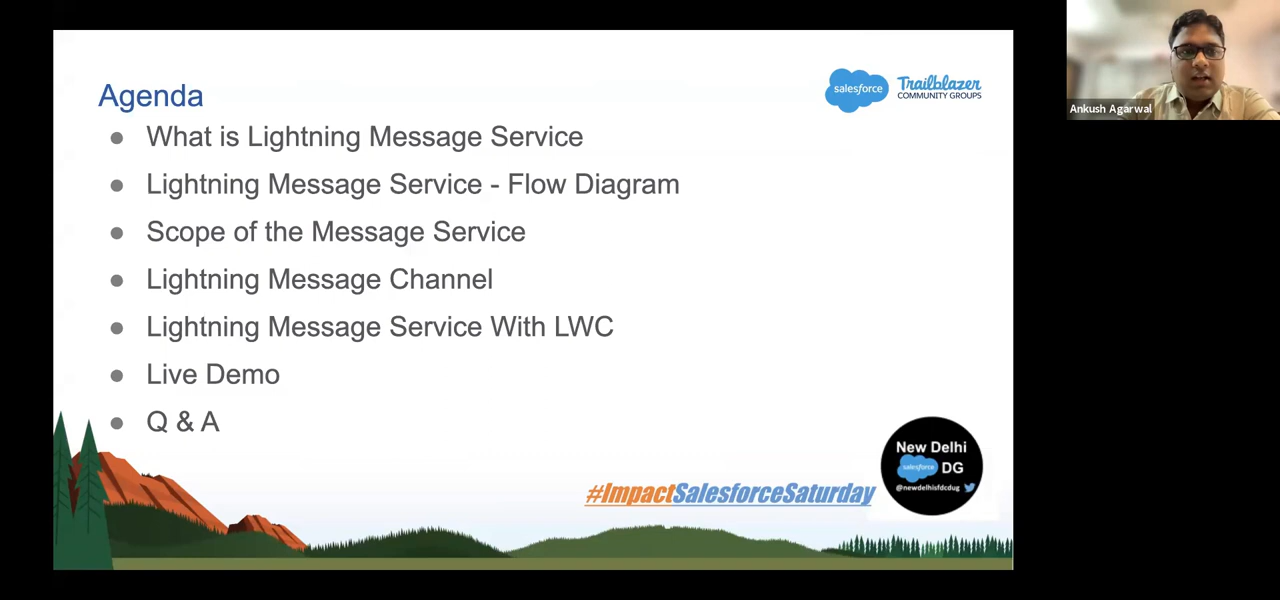 Agenda
salesforce
Trailblazer
COMMUNITY GROUPS
Ankush Agarwal
● What is Lightning Message Service
● Lightning Message Service - Flow Diagram
● Scope of the Message Service
● Lightning Message Channel
● Lightning Message Service With LWC
● Live Demo
● Q & A
#ImpactSalesforceSaturday
New Delhi
salesforce DG
@newdelhisfdcdug